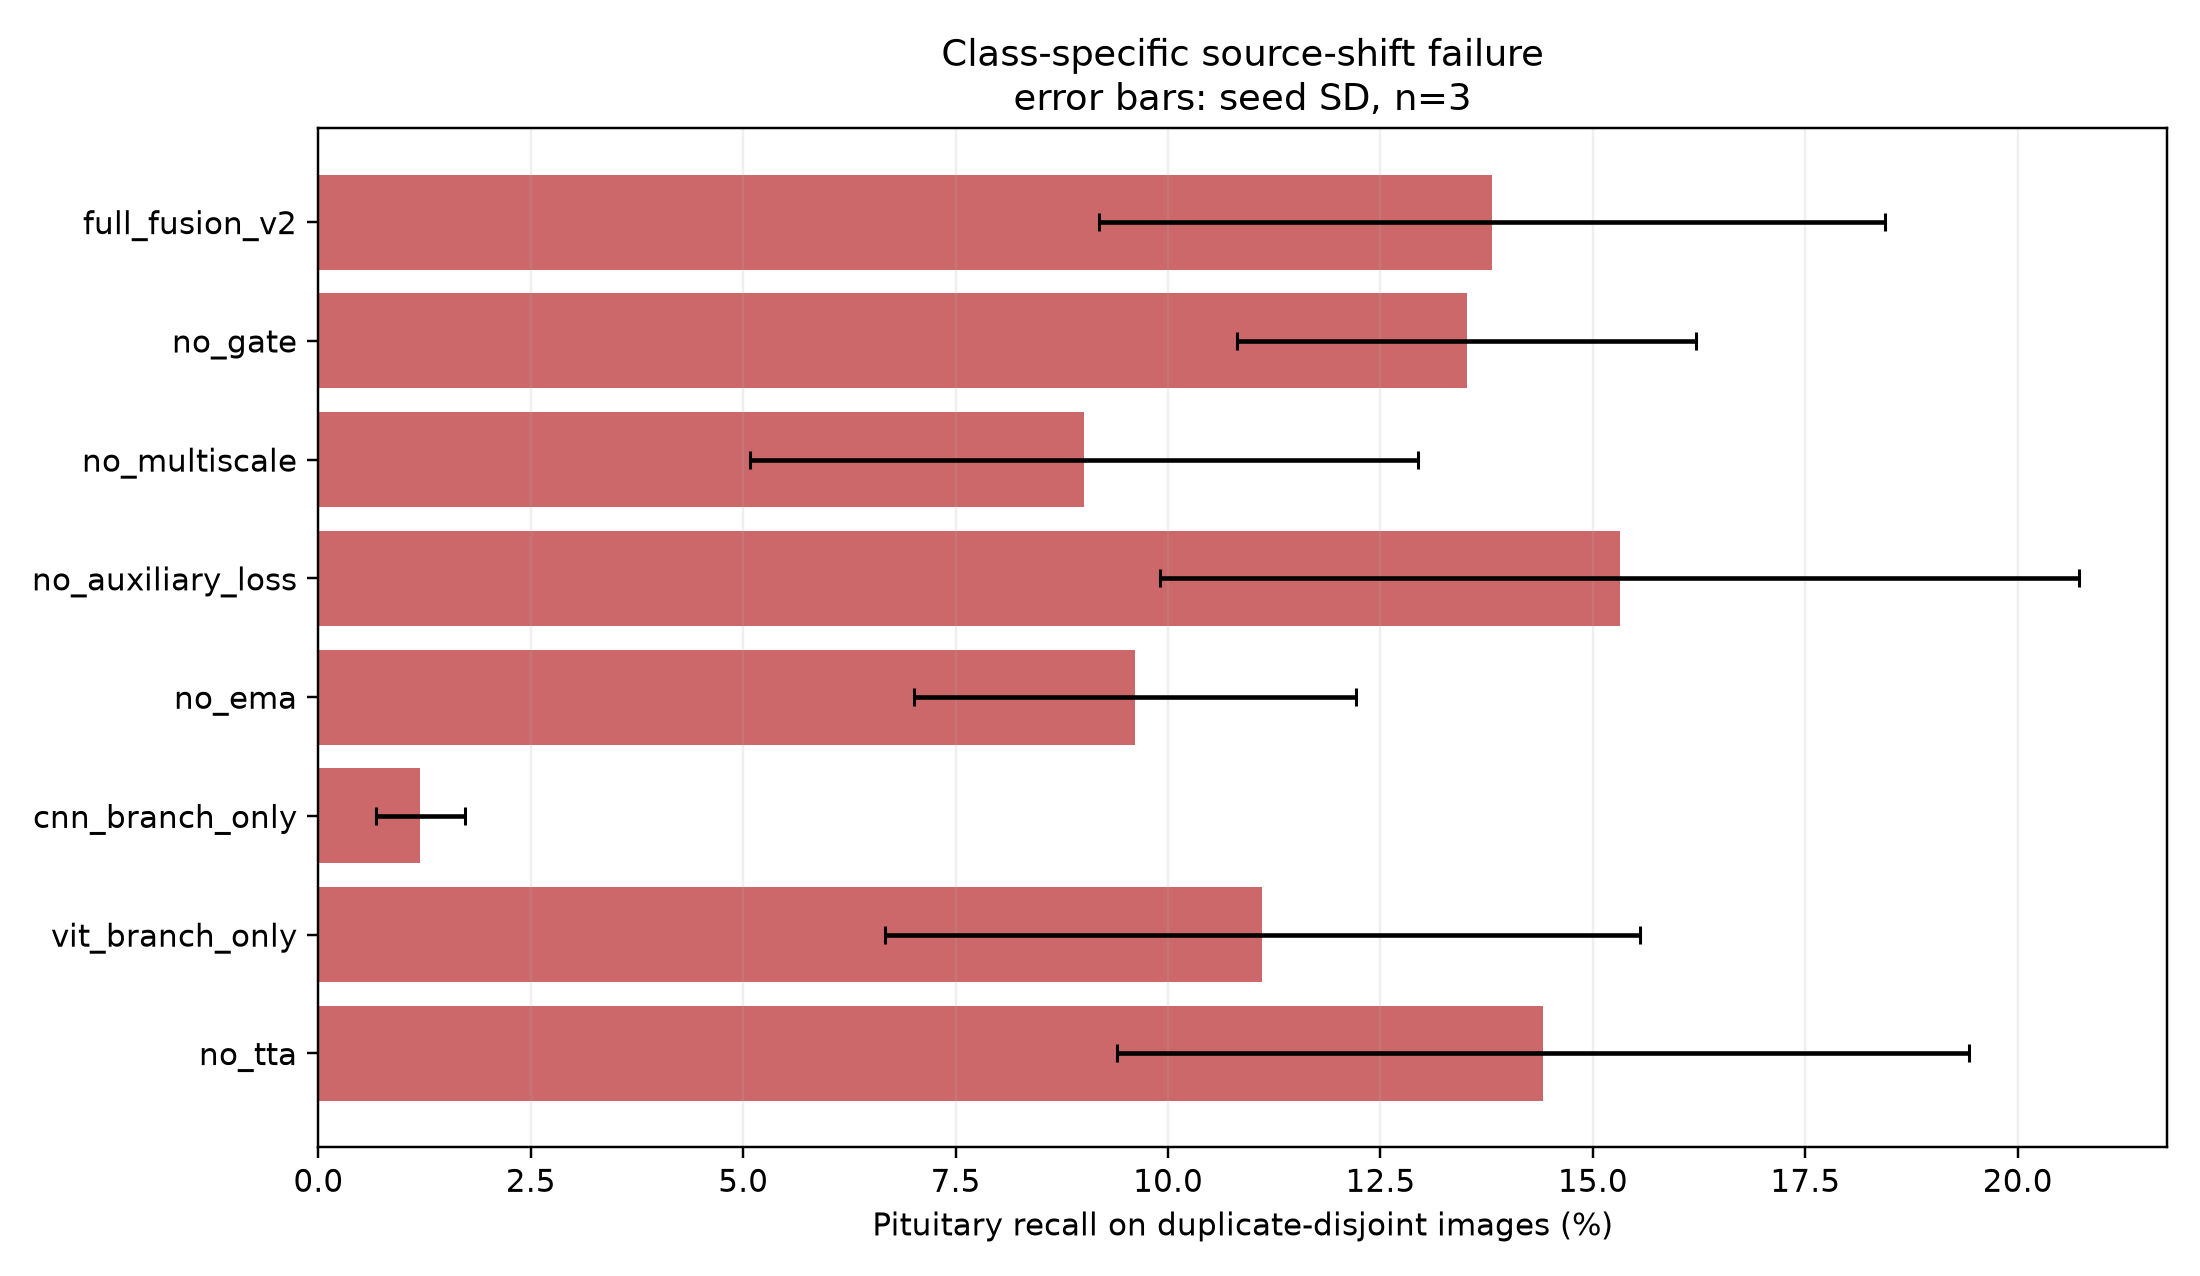 Class-specific source-shift failure
error bars: seed SD, n=3
full_fusion_v2
no_gate
no_multiscale
no_auxiliary_loss
no_ema
cnn_branch_only
vit_branch_only
no_tta
0.0 2.5 5.0 7.5 10.0 12.5 15.0 17.5 20.0
Pituitary recall on duplicate-disjoint images (%)